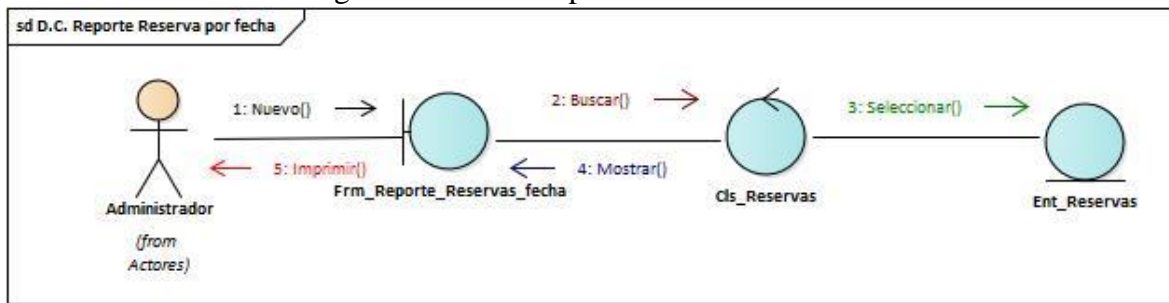 sd D.C. Reporte Reserva por fecha
1: Nuevo()
2: Buscar()
3: Seleccionar()
5: Imprimir()
4: Mostrar()
Frm_Reporte_Reservas_fecha
Cls_Reservas
Ent_Reservas
Administrador
(from
Actores)